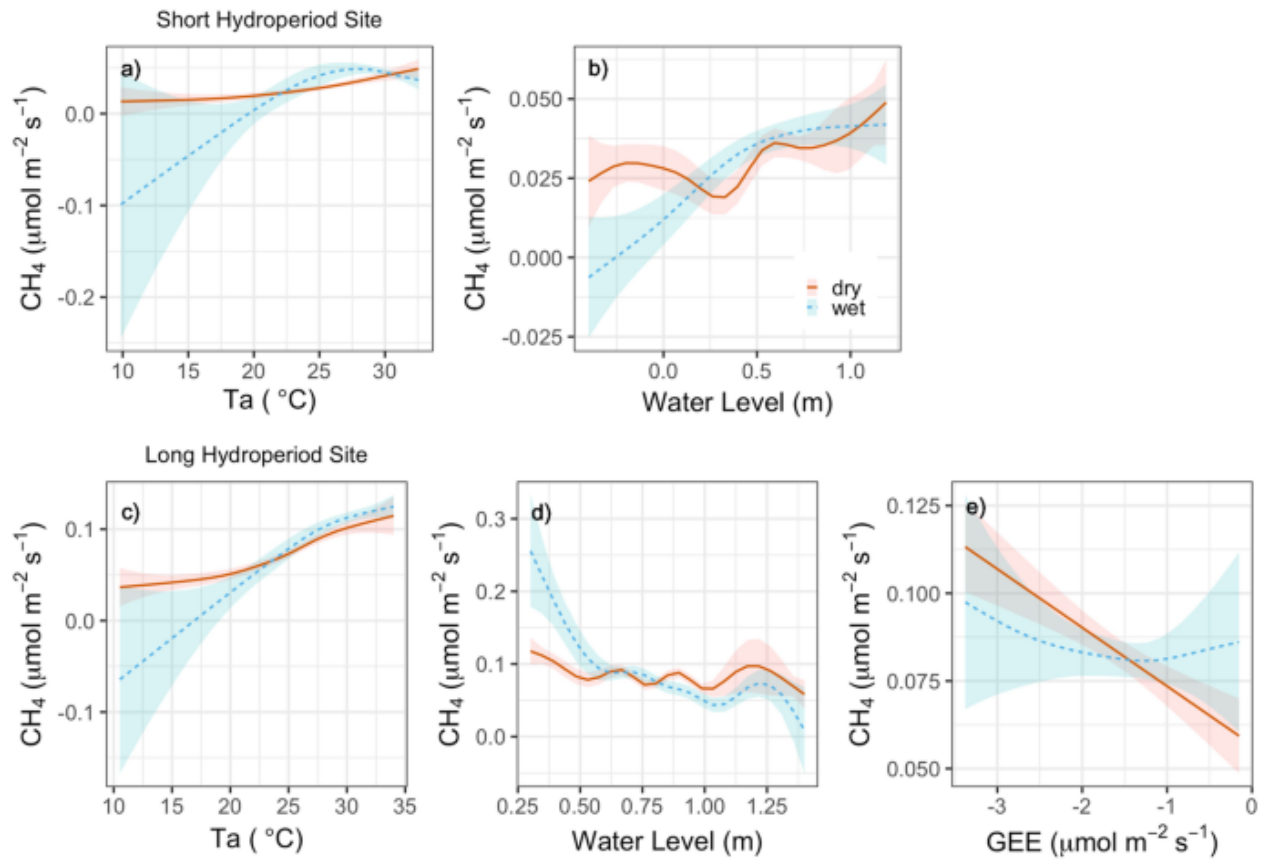 Short Hydroperiod Site
a)
CH₄ (μmol m⁻² s⁻¹)
0.0
-0.1
-0.2
10 15 20 25 30
Ta ( °C)
b)
CH₄ (μmol m⁻² s⁻¹)
0.050
0.025
0.000
-0.025
dry
wet
0.0 0.5 1.0
Water Level (m)
Long Hydroperiod Site
c)
CH₄ (μmol m⁻² s⁻¹)
0.1
0.0
-0.1
10 15 20 25 30 35
Ta ( °C)
d)
CH₄ (μmol m⁻² s⁻¹)
0.3
0.2
0.1
0.0
0.25 0.50 0.75 1.00 1.25
Water Level (m)
e)
CH₄ (μmol m⁻² s⁻¹)
0.125
0.100
0.075
0.050
-3 -2 -1 0
GEE (μmol m⁻² s⁻¹)